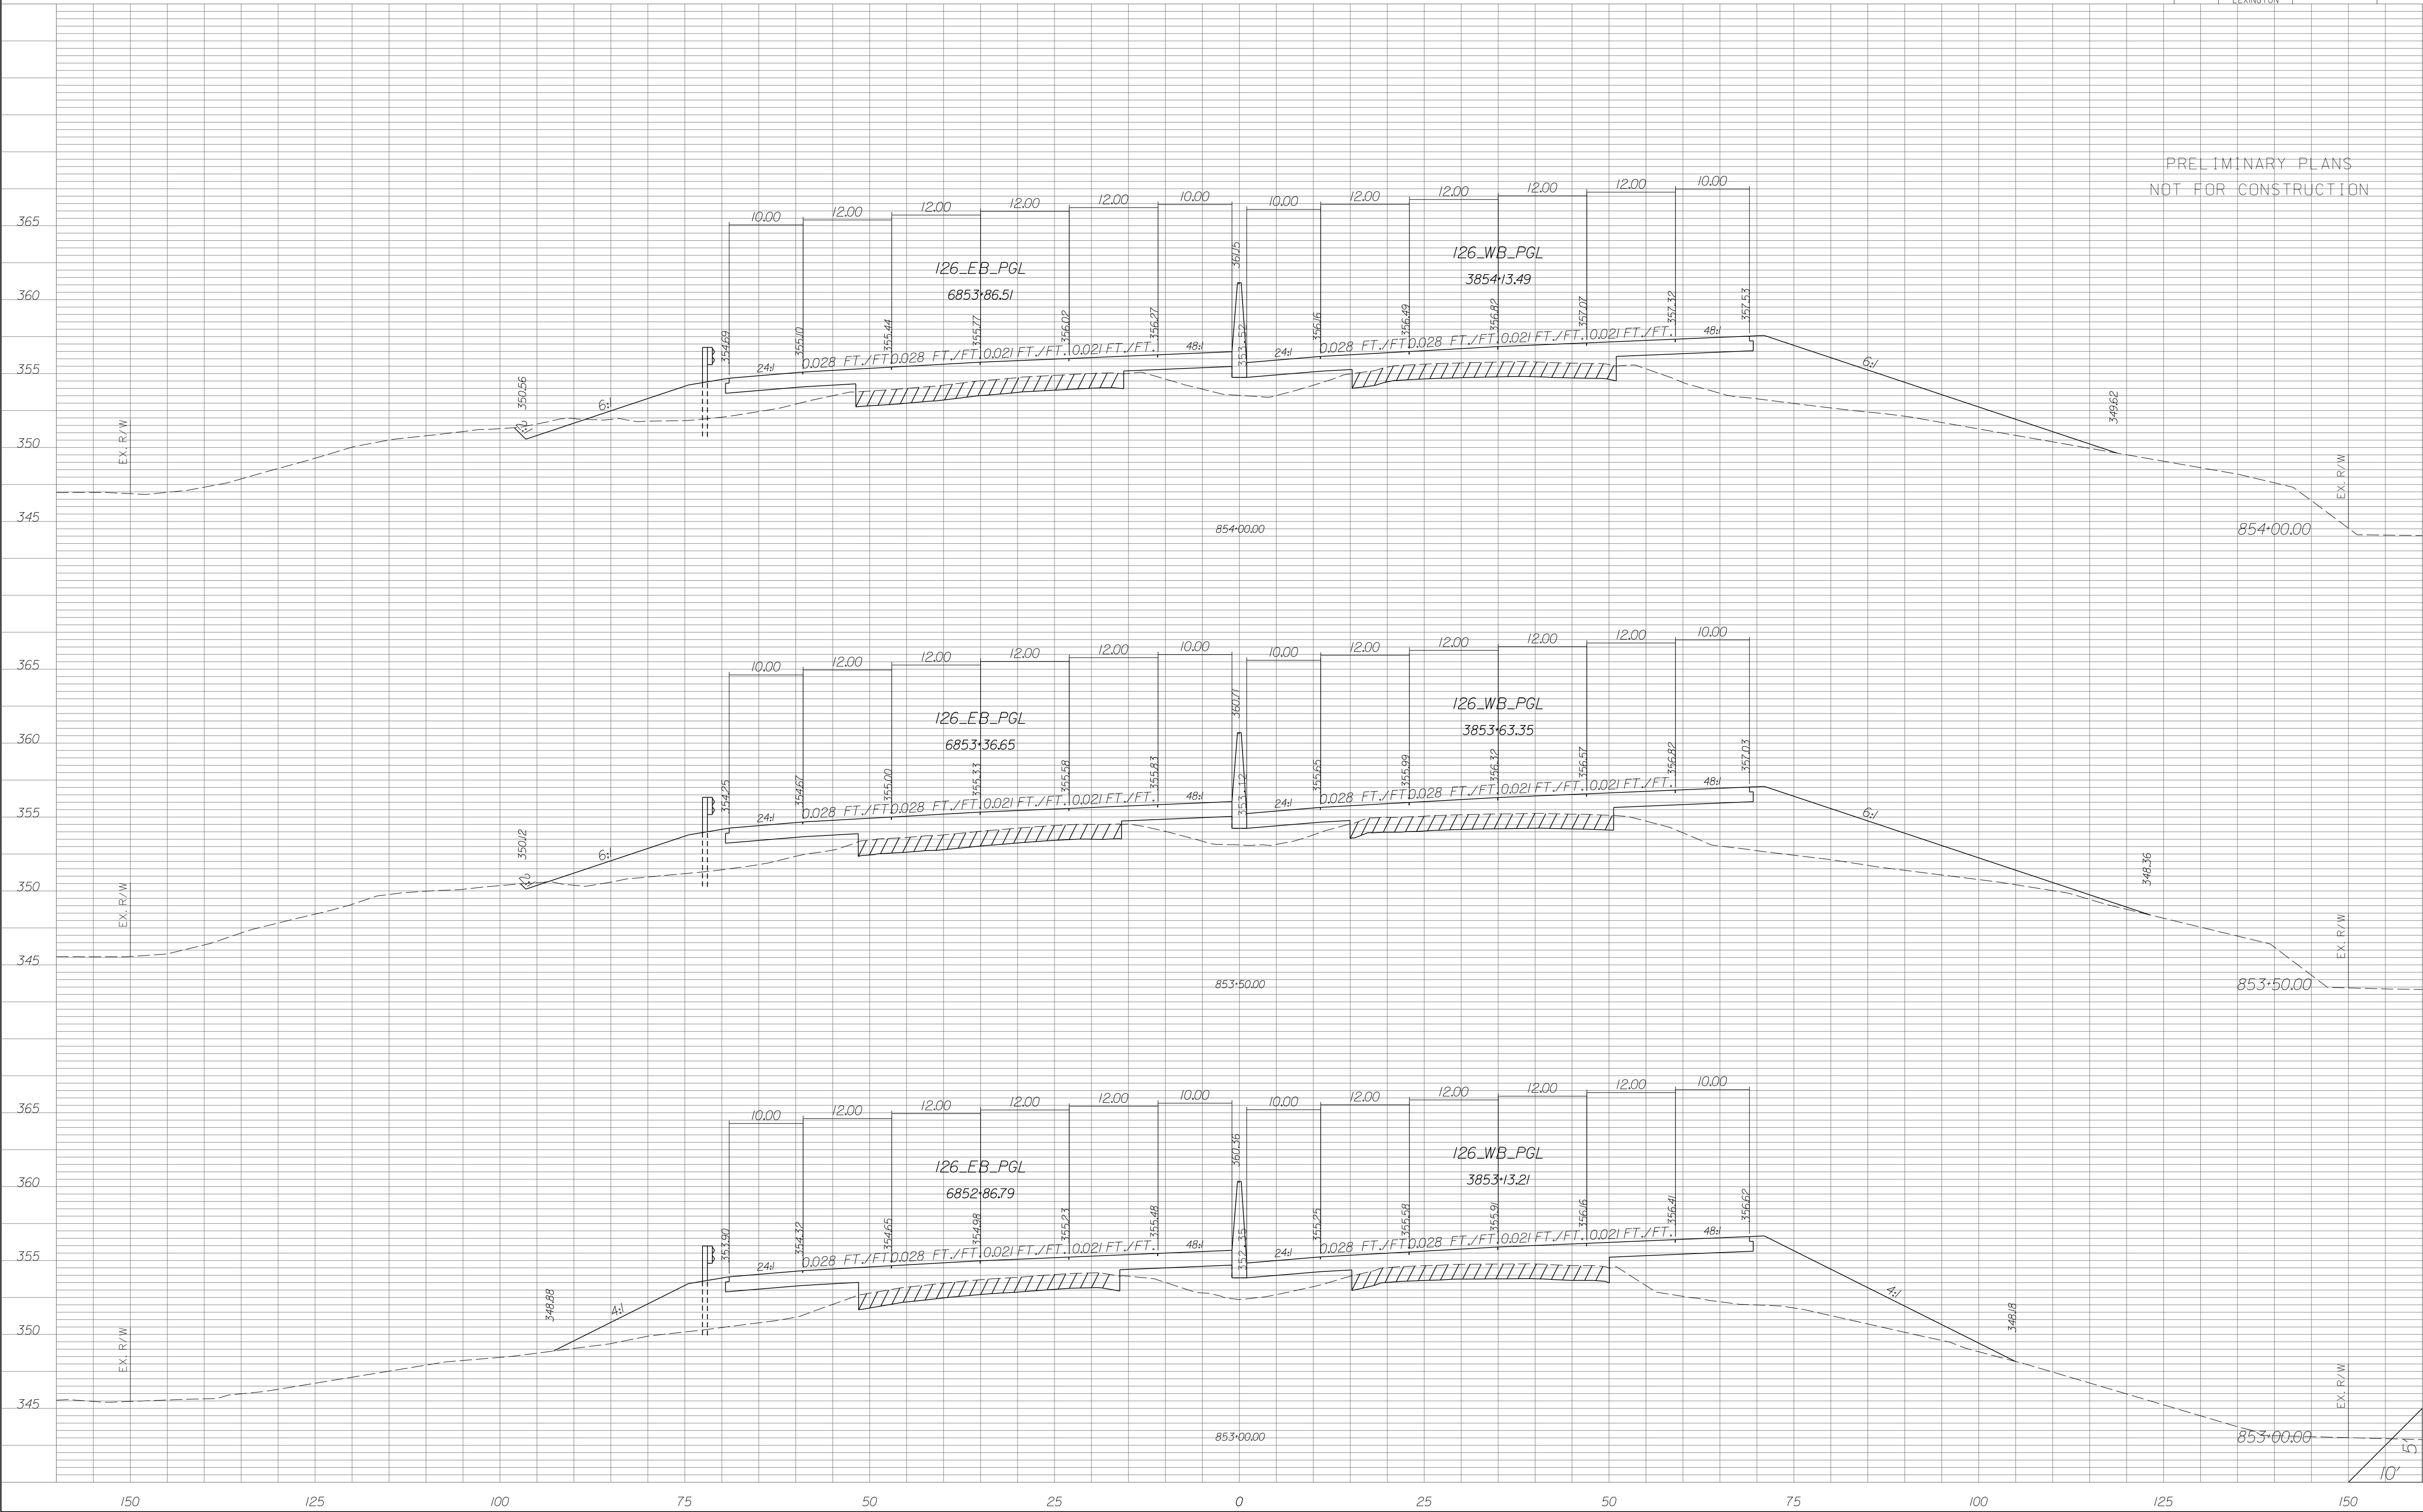 LEXINGTON
PRELIMINARY PLANS
NOT FOR CONSTRUCTION
10.00 12.00 12.00 12.00 12.00 10.00 10.00 12.00 12.00 12.00 12.00 10.00
365
126_EB_PGL
6853+86.51
361.15
126_WB_PGL
3854+13.49
360
354.69 355.10 355.44 355.77 356.02 356.27 353.52 356.16 356.49 356.82 357.07 357.32 357.53
24:1 0.028 FT./FT. 0.028 FT./FT. 0.021 FT./FT. 0.021 FT./FT. 48:1 24:1 0.028 FT./FT. 0.028 FT./FT. 0.021 FT./FT. 0.021 FT./FT. 48:1
355
350.56 6:1 6:1 349.62
2:1
350
EX. R/W EX. R/W
345
854+00.00 854+00.00
10.00 12.00 12.00 12.00 12.00 10.00 10.00 12.00 12.00 12.00 12.00 10.00
365
126_EB_PGL
6853+36.65
360.71
126_WB_PGL
3853+63.35
360
354.25 354.67 355.00 355.33 355.58 355.83 353.12 355.65 355.99 356.32 356.57 356.82 357.03
24:1 0.028 FT./FT. 0.028 FT./FT. 0.021 FT./FT. 0.021 FT./FT. 48:1 24:1 0.028 FT./FT. 0.028 FT./FT. 0.021 FT./FT. 0.021 FT./FT. 48:1
355
350.12 6:1 6:1 348.36
2:1
350
EX. R/W EX. R/W
345
853+50.00 853+50.00
10.00 12.00 12.00 12.00 12.00 10.00 10.00 12.00 12.00 12.00 12.00 10.00
365
126_EB_PGL
6852+86.79
360.36
126_WB_PGL
3853+13.21
360
353.90 354.32 354.65 354.98 355.23 355.48 352.35 355.25 355.58 355.91 356.16 356.41 356.62
24:1 0.028 FT./FT. 0.028 FT./FT. 0.021 FT./FT. 0.021 FT./FT. 48:1 24:1 0.028 FT./FT. 0.028 FT./FT. 0.021 FT./FT. 0.021 FT./FT. 48:1
355
348.88 4:1 4:1 348.18
350
EX. R/W EX. R/W
345
853+00.00 853+00.00
5'
10'
150 125 100 75 50 25 0 25 50 75 100 125 150